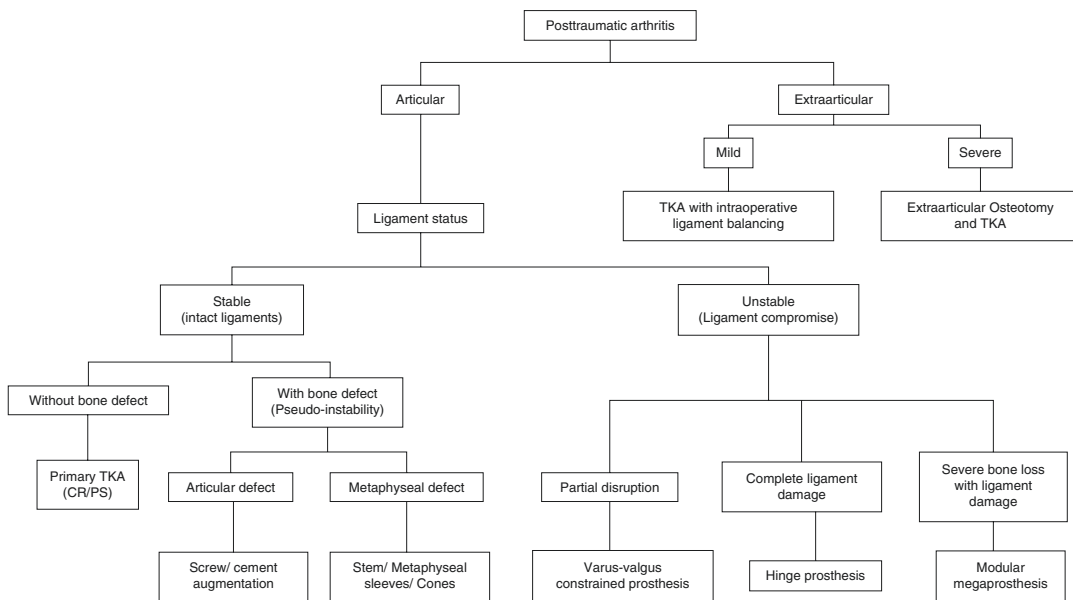 Posttraumatic arthritis
Articular
Extraarticular
Mild
Severe
TKA with intraoperative
ligament balancing
Extraarticular Osteotomy
and TKA
Ligament status
Stable
(intact ligaments)
Unstable
(Ligament compromise)
Without bone defect
With bone defect
(Pseudo-instability)
Primary TKA
(CR/PS)
Articular defect
Metaphyseal defect
Partial disruption
Complete ligament
damage
Severe bone loss
with ligament
damage
Screw/ cement
augmentation
Stem/ Metaphyseal
sleeves/ Cones
Varus-valgus
constrained prosthesis
Hinge prosthesis
Modular
megaprosthesis